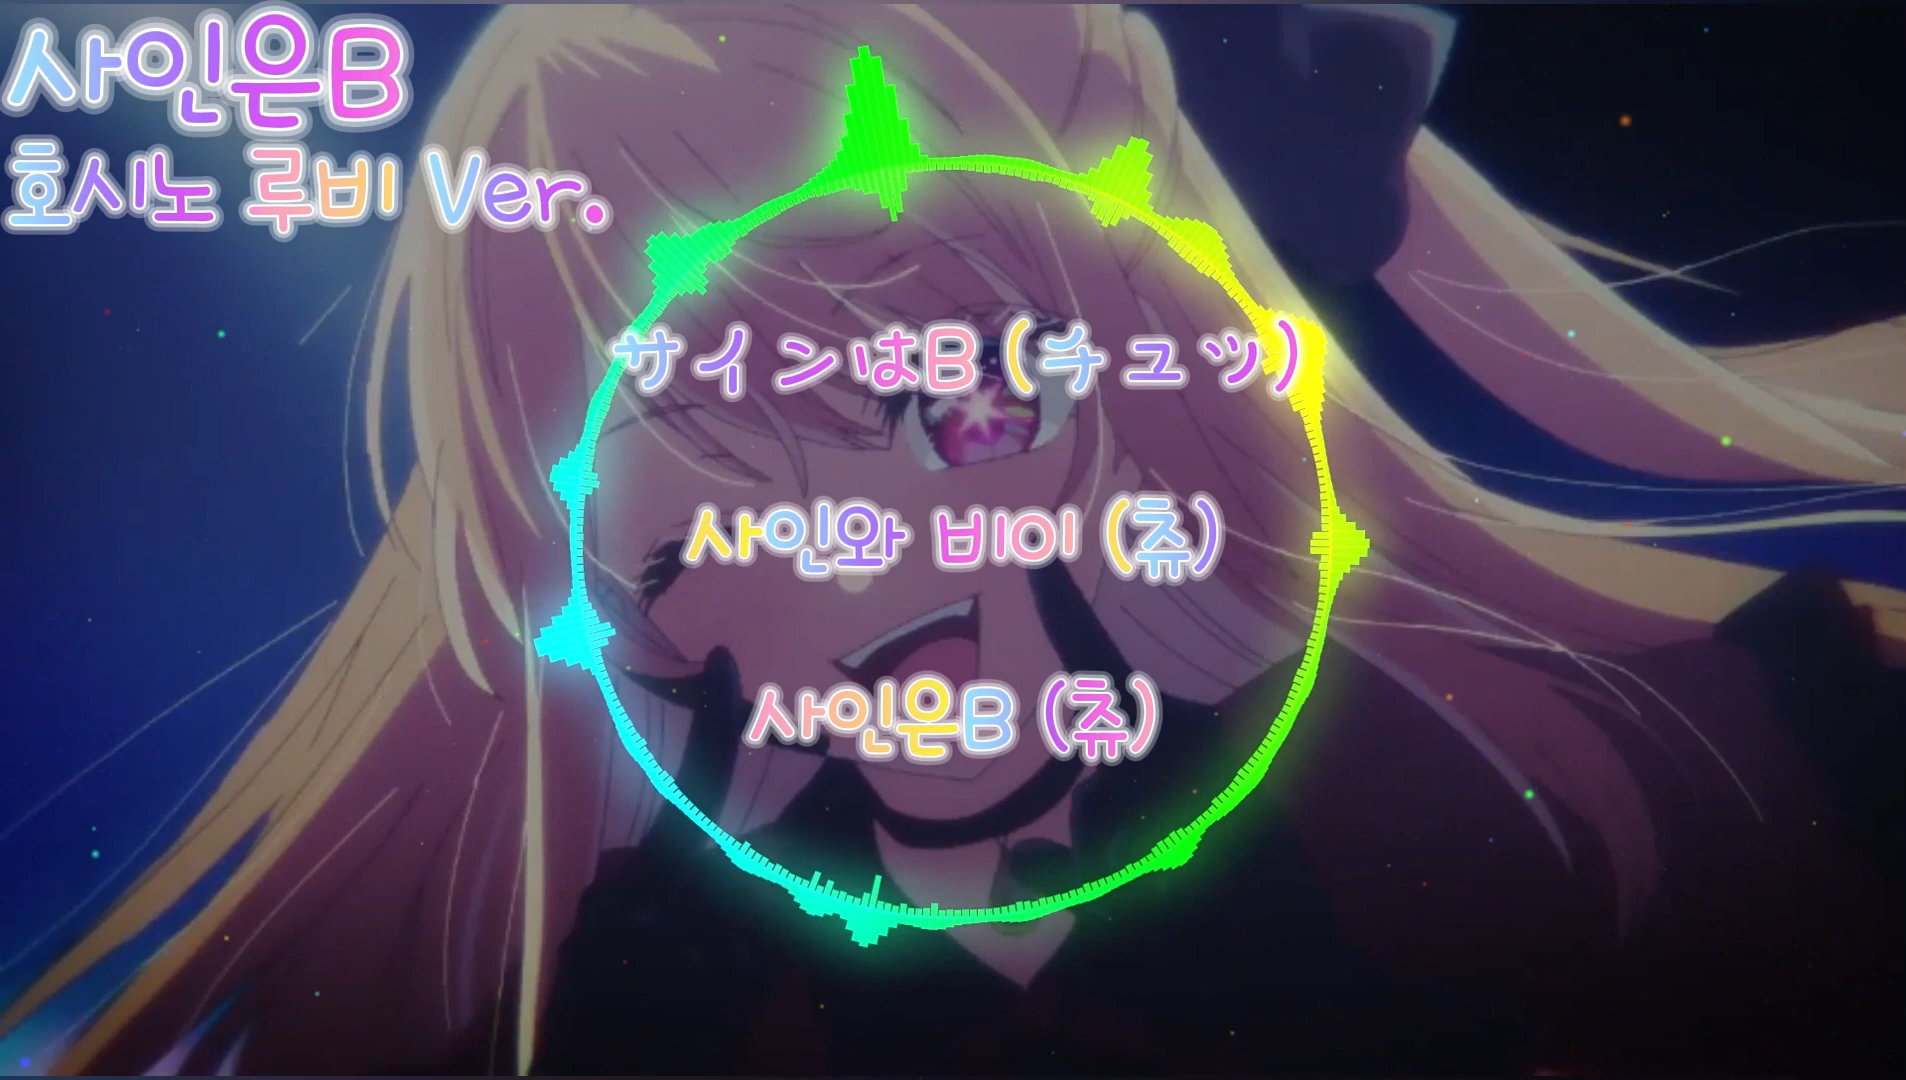 사인은B
호시노 루비 Ver.
サインはB (チュッ)
사인와 비이 (츄)
사인은B (츄)